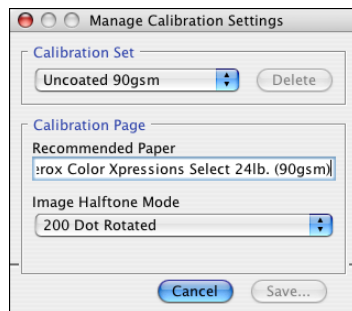 Manage Calibration Settings
Calibration Set
Uncoated 90gsm
Delete
Calibration Page
Recommended Paper
erox Color Xpressions Select 24lb. (90gsm)
Image Halftone Mode
200 Dot Rotated
Cancel
Save...